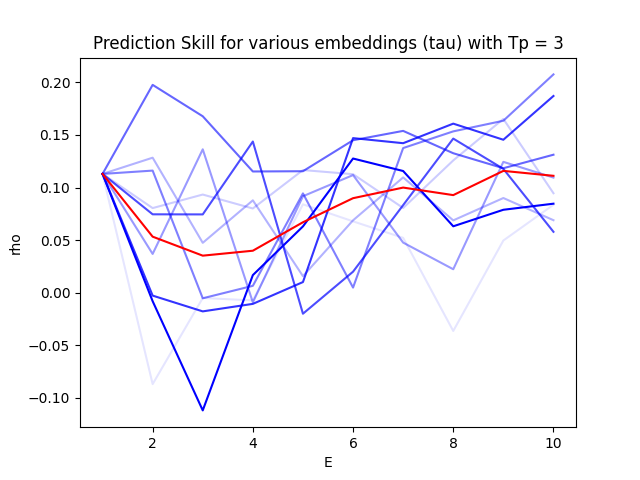 Prediction Skill for various embeddings (tau) with Tp = 3
0.20
0.15
0.10
0.05
0.00
−0.05
−0.10
rho
2 4 6 8 10
E